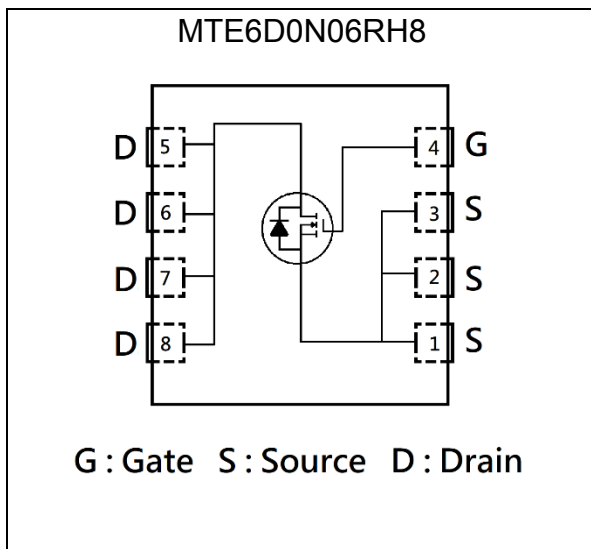 MTE6D0N06RH8
D 5 4 G
D 6 3 S
D 7 2 S
D 8 1 S
G : Gate S : Source D : Drain